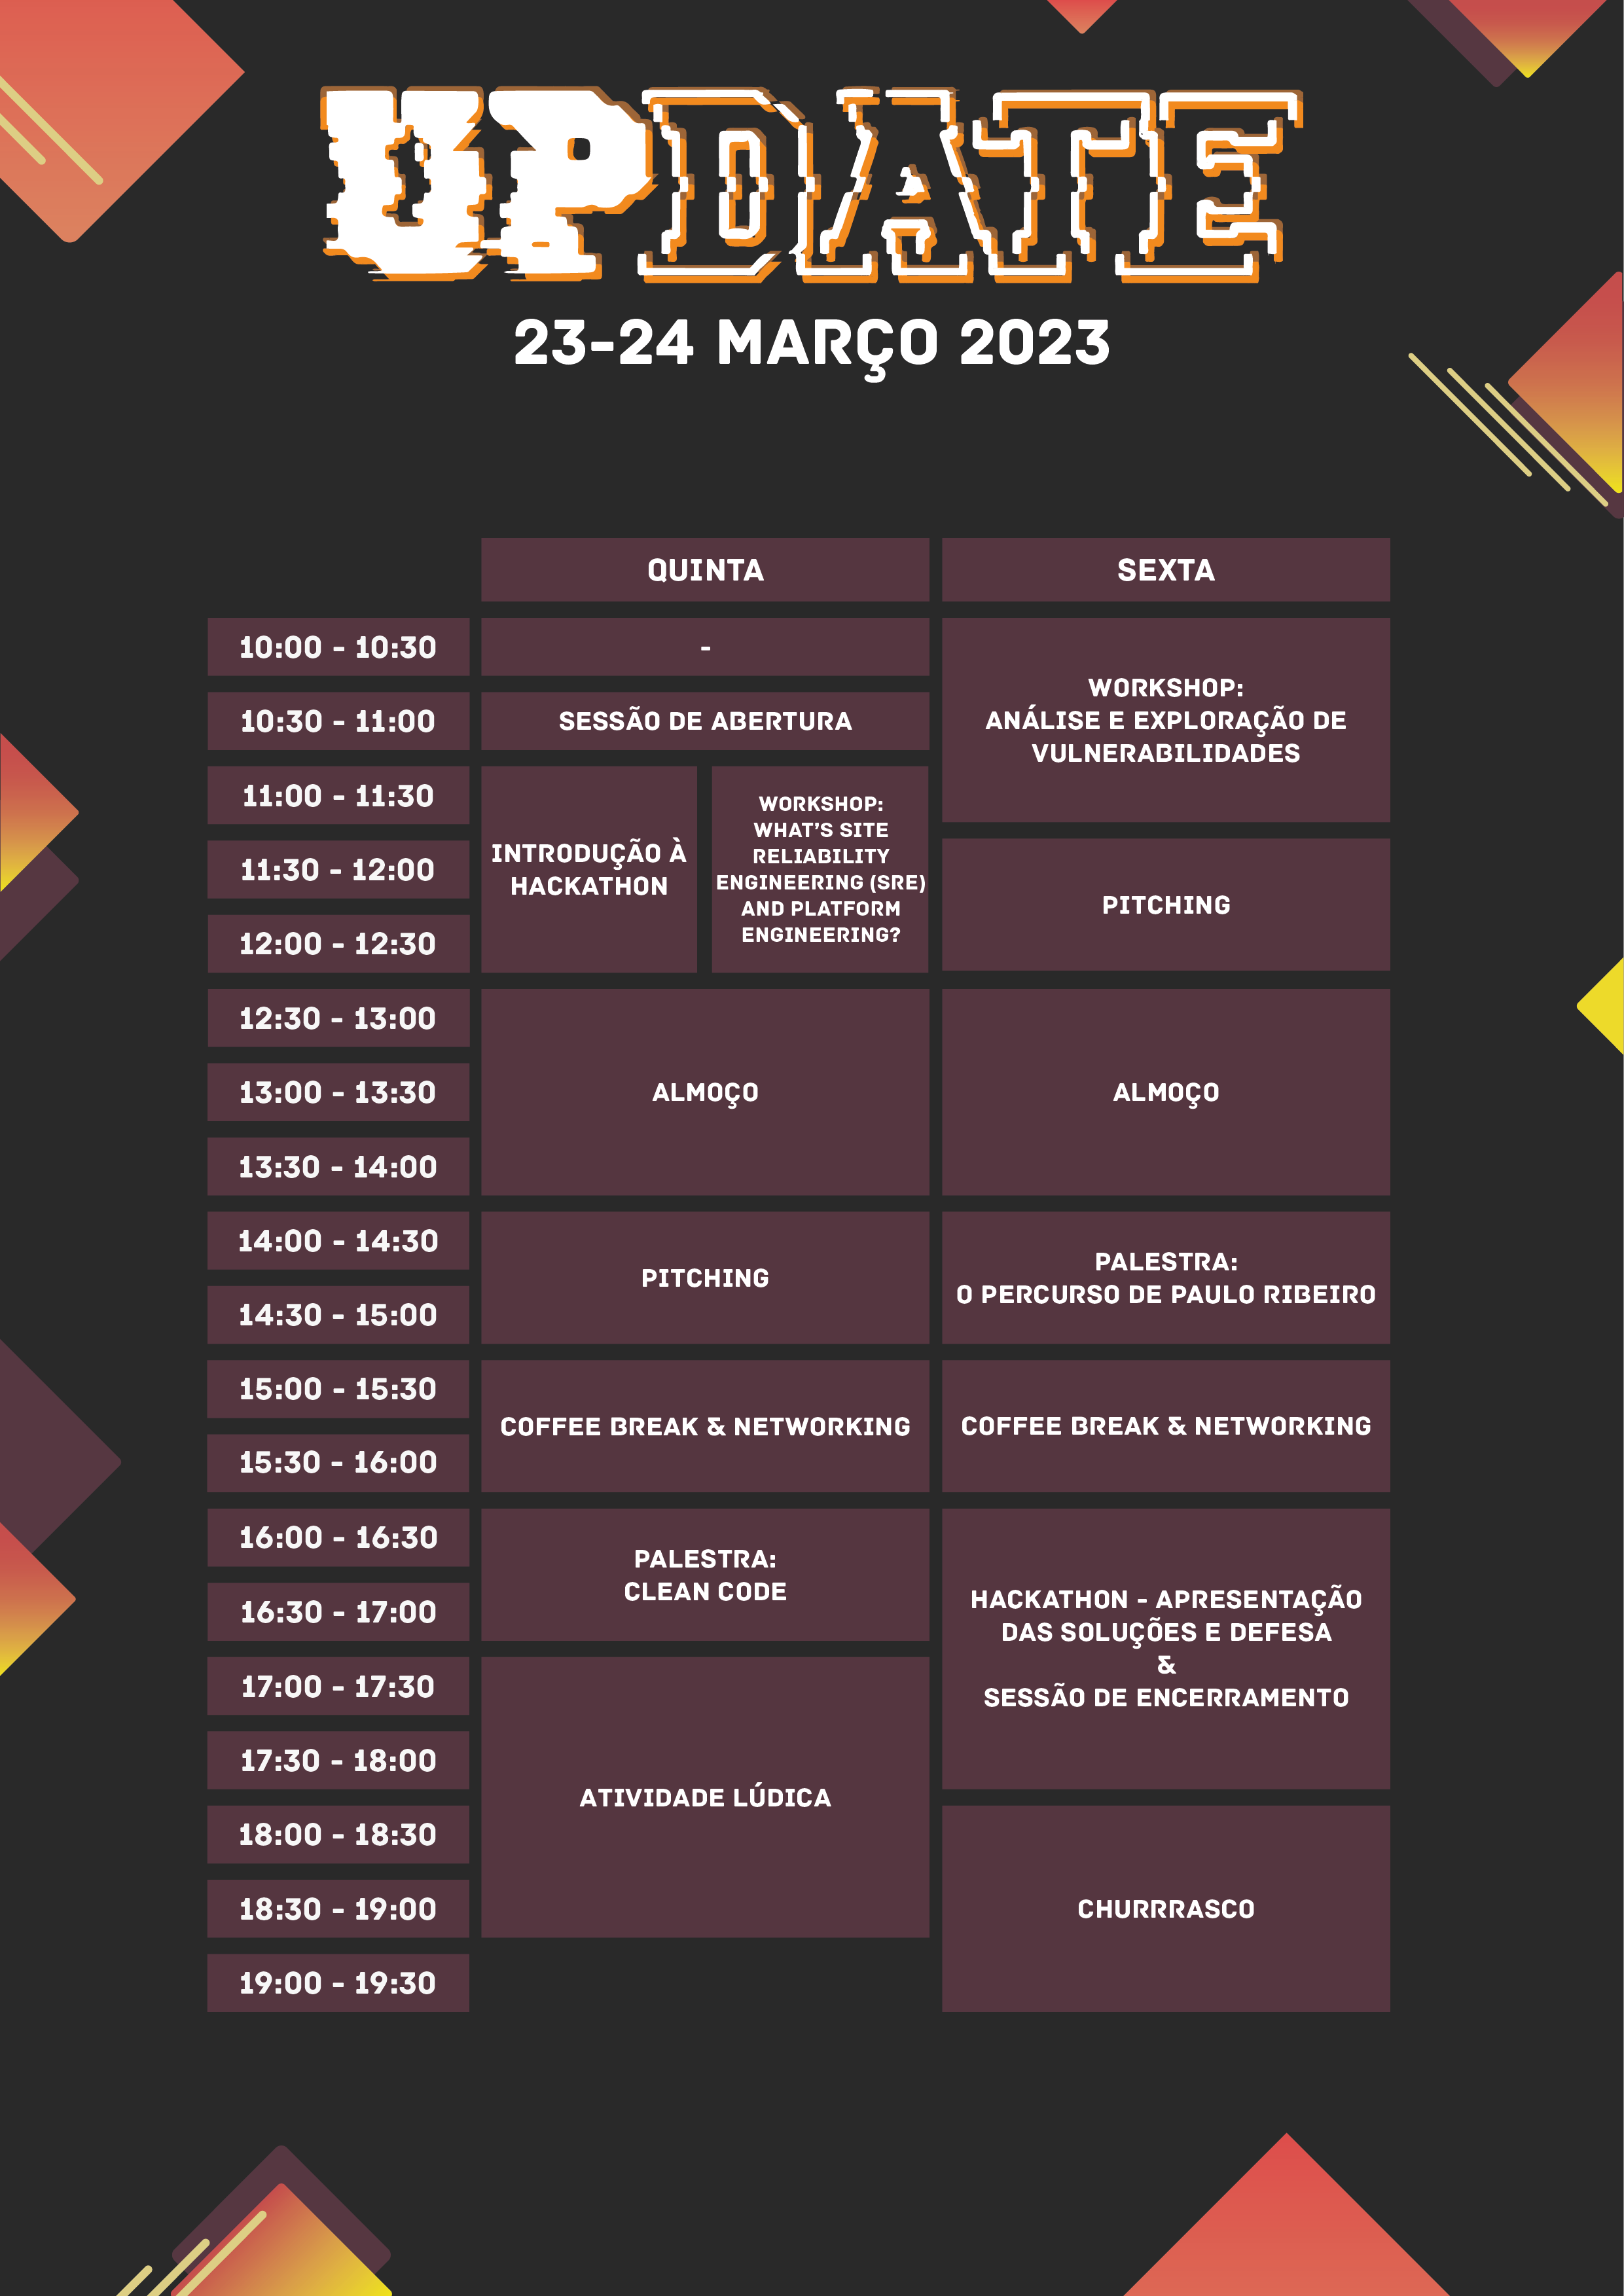 UPDATE
23-24 MARÇO 2023
QUINTA
SEXTA
10:00 - 10:30
-
WORKSHOP:
ANÁLISE E EXPLORAÇÃO DE
VULNERABILIDADES
10:30 - 11:00
SESSÃO DE ABERTURA
11:00 - 11:30
INTRODUÇÃO À
HACKATHON
WORKSHOP:
WHAT'S SITE
RELIABILITY
ENGINEERING (SRE)
AND PLATFORM
ENGINEERING?
11:30 - 12:00
PITCHING
12:00 - 12:30
12:30 - 13:00
ALMOÇO
ALMOÇO
13:00 - 13:30
13:30 - 14:00
14:00 - 14:30
PITCHING
PALESTRA:
O PERCURSO DE PAULO RIBEIRO
14:30 - 15:00
15:00 - 15:30
COFFEE BREAK & NETWORKING
COFFEE BREAK & NETWORKING
15:30 - 16:00
16:00 - 16:30
PALESTRA:
CLEAN CODE
HACKATHON - APRESENTAÇÃO
DAS SOLUÇÕES E DEFESA
&
SESSÃO DE ENCERRAMENTO
16:30 - 17:00
17:00 - 17:30
ATIVIDADE LÚDICA
17:30 - 18:00
18:00 - 18:30
CHURRRASCO
18:30 - 19:00
19:00 - 19:30